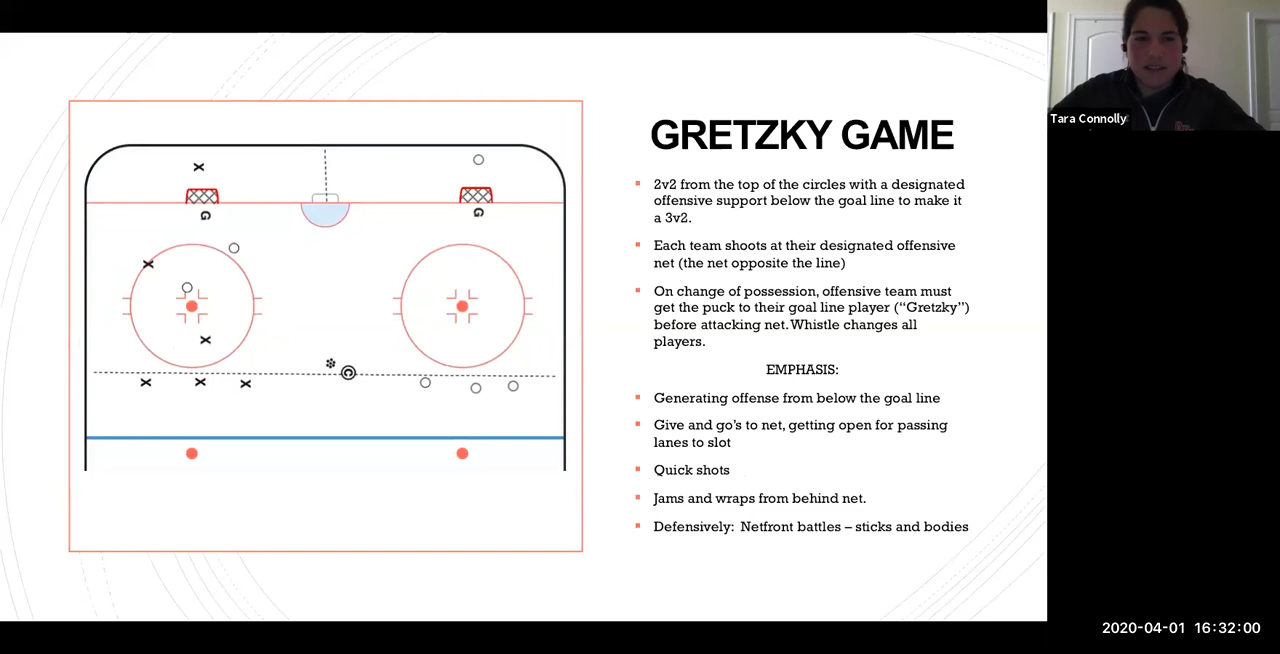 GRETZKY GAME
2v2 from the top of the circles with a designated
offensive support below the goal line to make it
a 3v2.
Each team shoots at their designated offensive
net (the net opposite the line)
On change of possession, offensive team must
get the puck to their goal line player (“Gretzky”)
before attacking net. Whistle changes all
players.
EMPHASIS:
Generating offense from below the goal line
Give and go’s to net, getting open for passing
lanes to slot
Quick shots
Jams and wraps from behind net.
Defensively: Netfront battles – sticks and bodies
X
G
G
X
X
X X X
C
Tara Connolly
2020-04-01 16:32:00